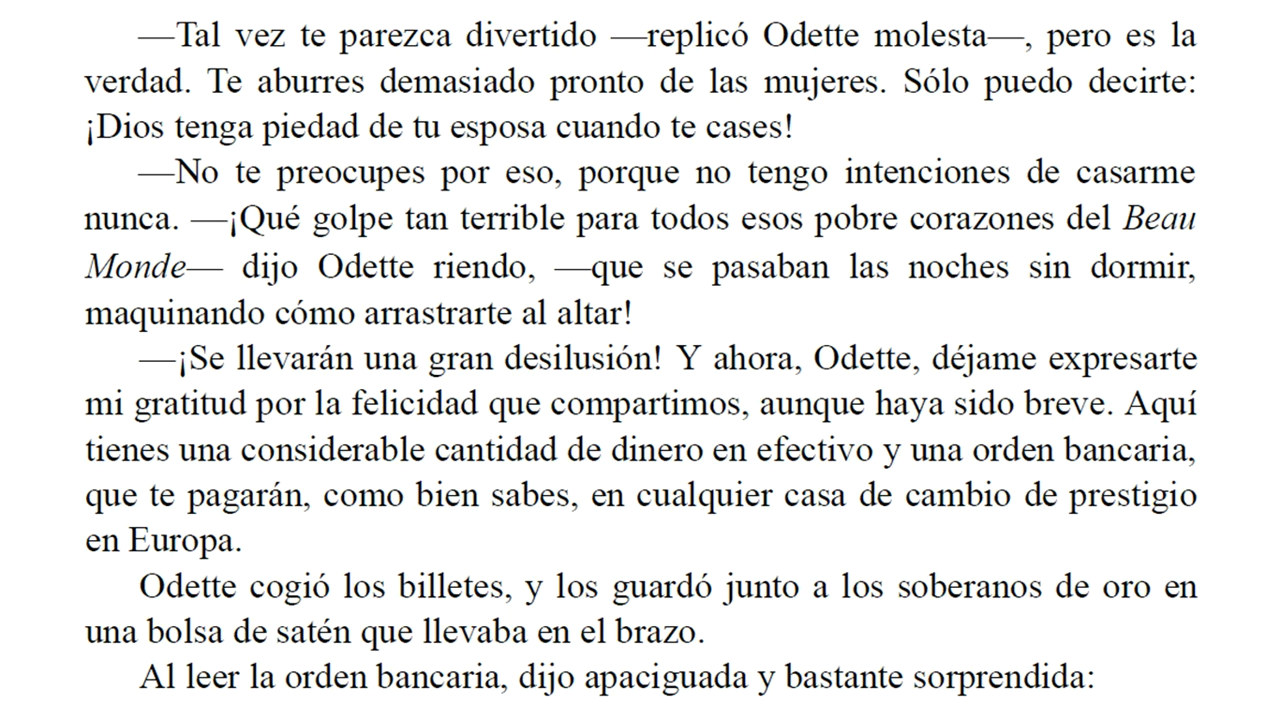 —Tal vez te parezca divertido —replicó Odette molesta—, pero es la
verdad. Te aburres demasiado pronto de las mujeres. Sólo puedo decirte:
¡Dios tenga piedad de tu esposa cuando te cases!
—No te preocupes por eso, porque no tengo intenciones de casarme
nunca. —¡Qué golpe tan terrible para todos esos pobre corazones del Beau
Monde— dijo Odette riendo, —que se pasaban las noches sin dormir,
maquinando cómo arrastrarte al altar!
—¡Se llevarán una gran desilusión! Y ahora, Odette, déjame expresarte
mi gratitud por la felicidad que compartimos, aunque haya sido breve. Aquí
tienes una considerable cantidad de dinero en efectivo y una orden bancaria,
que te pagarán, como bien sabes, en cualquier casa de cambio de prestigio
en Europa.
Odette cogió los billetes, y los guardó junto a los soberanos de oro en
una bolsa de satén que llevaba en el brazo.
Al leer la orden bancaria, dijo apaciguada y bastante sorprendida: